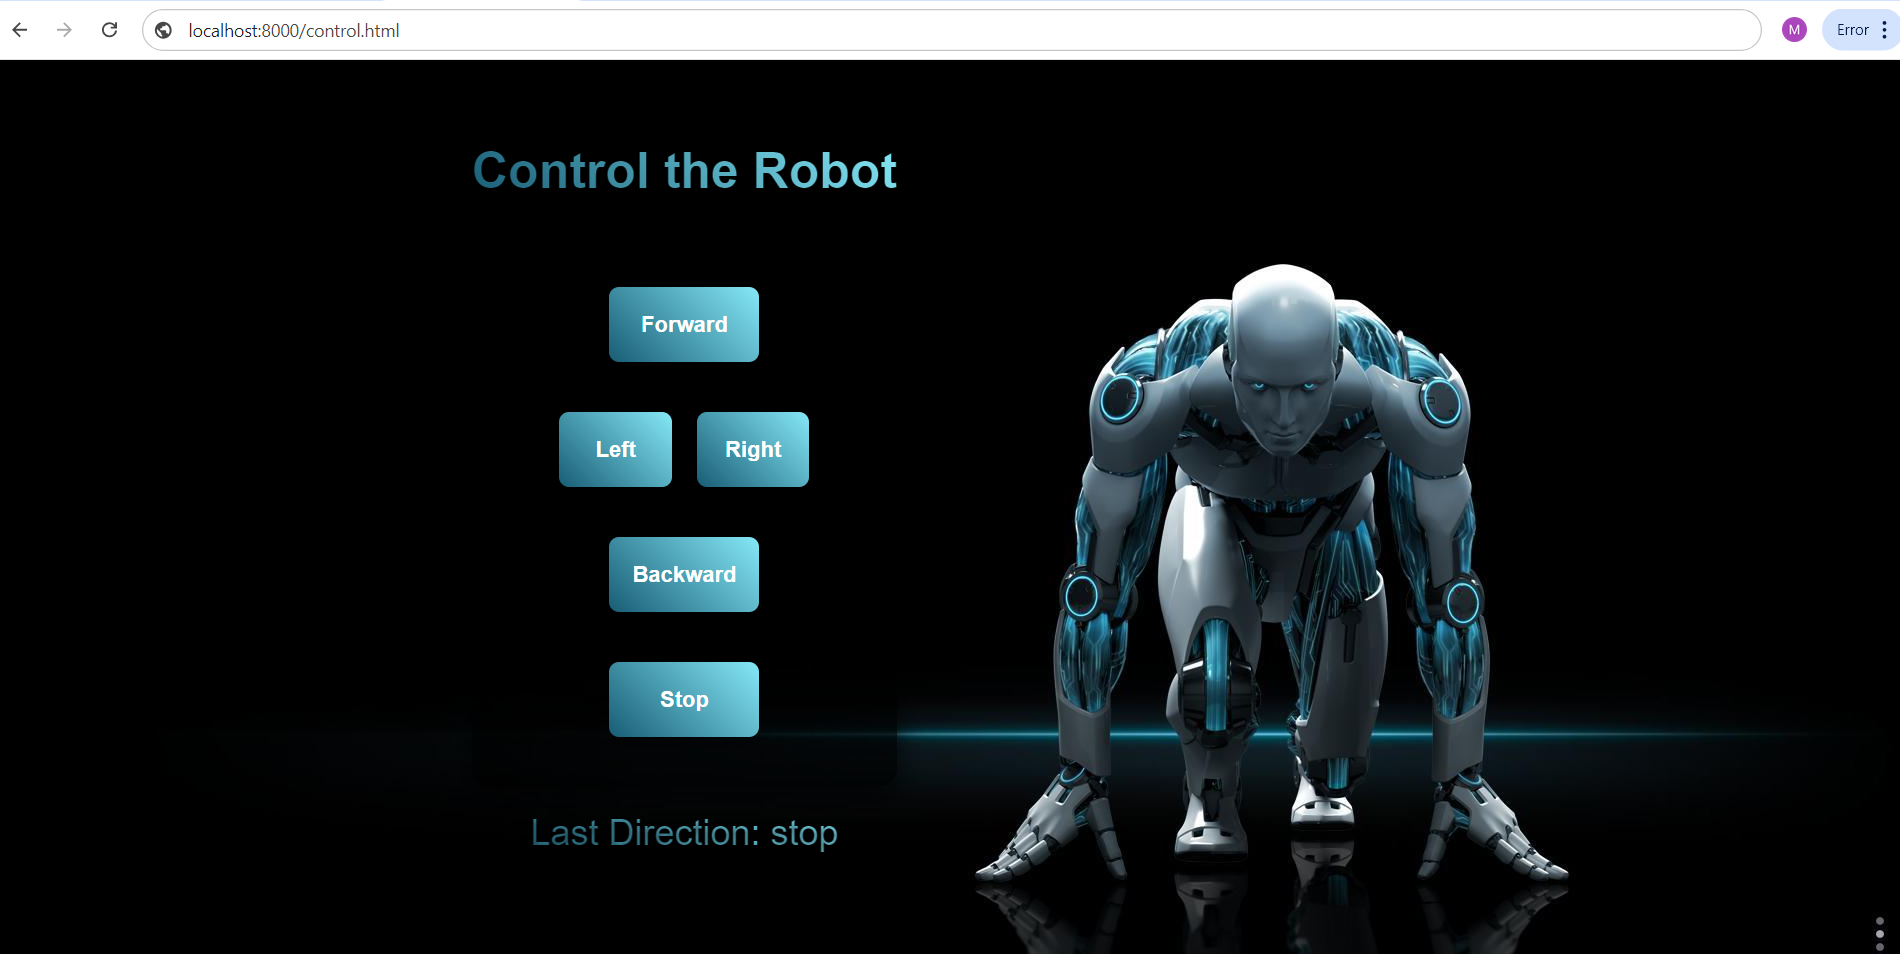 localhost:8000/control.html
M
Error
Control the Robot
Forward
Left Right
Backward
Stop
Last Direction: stop